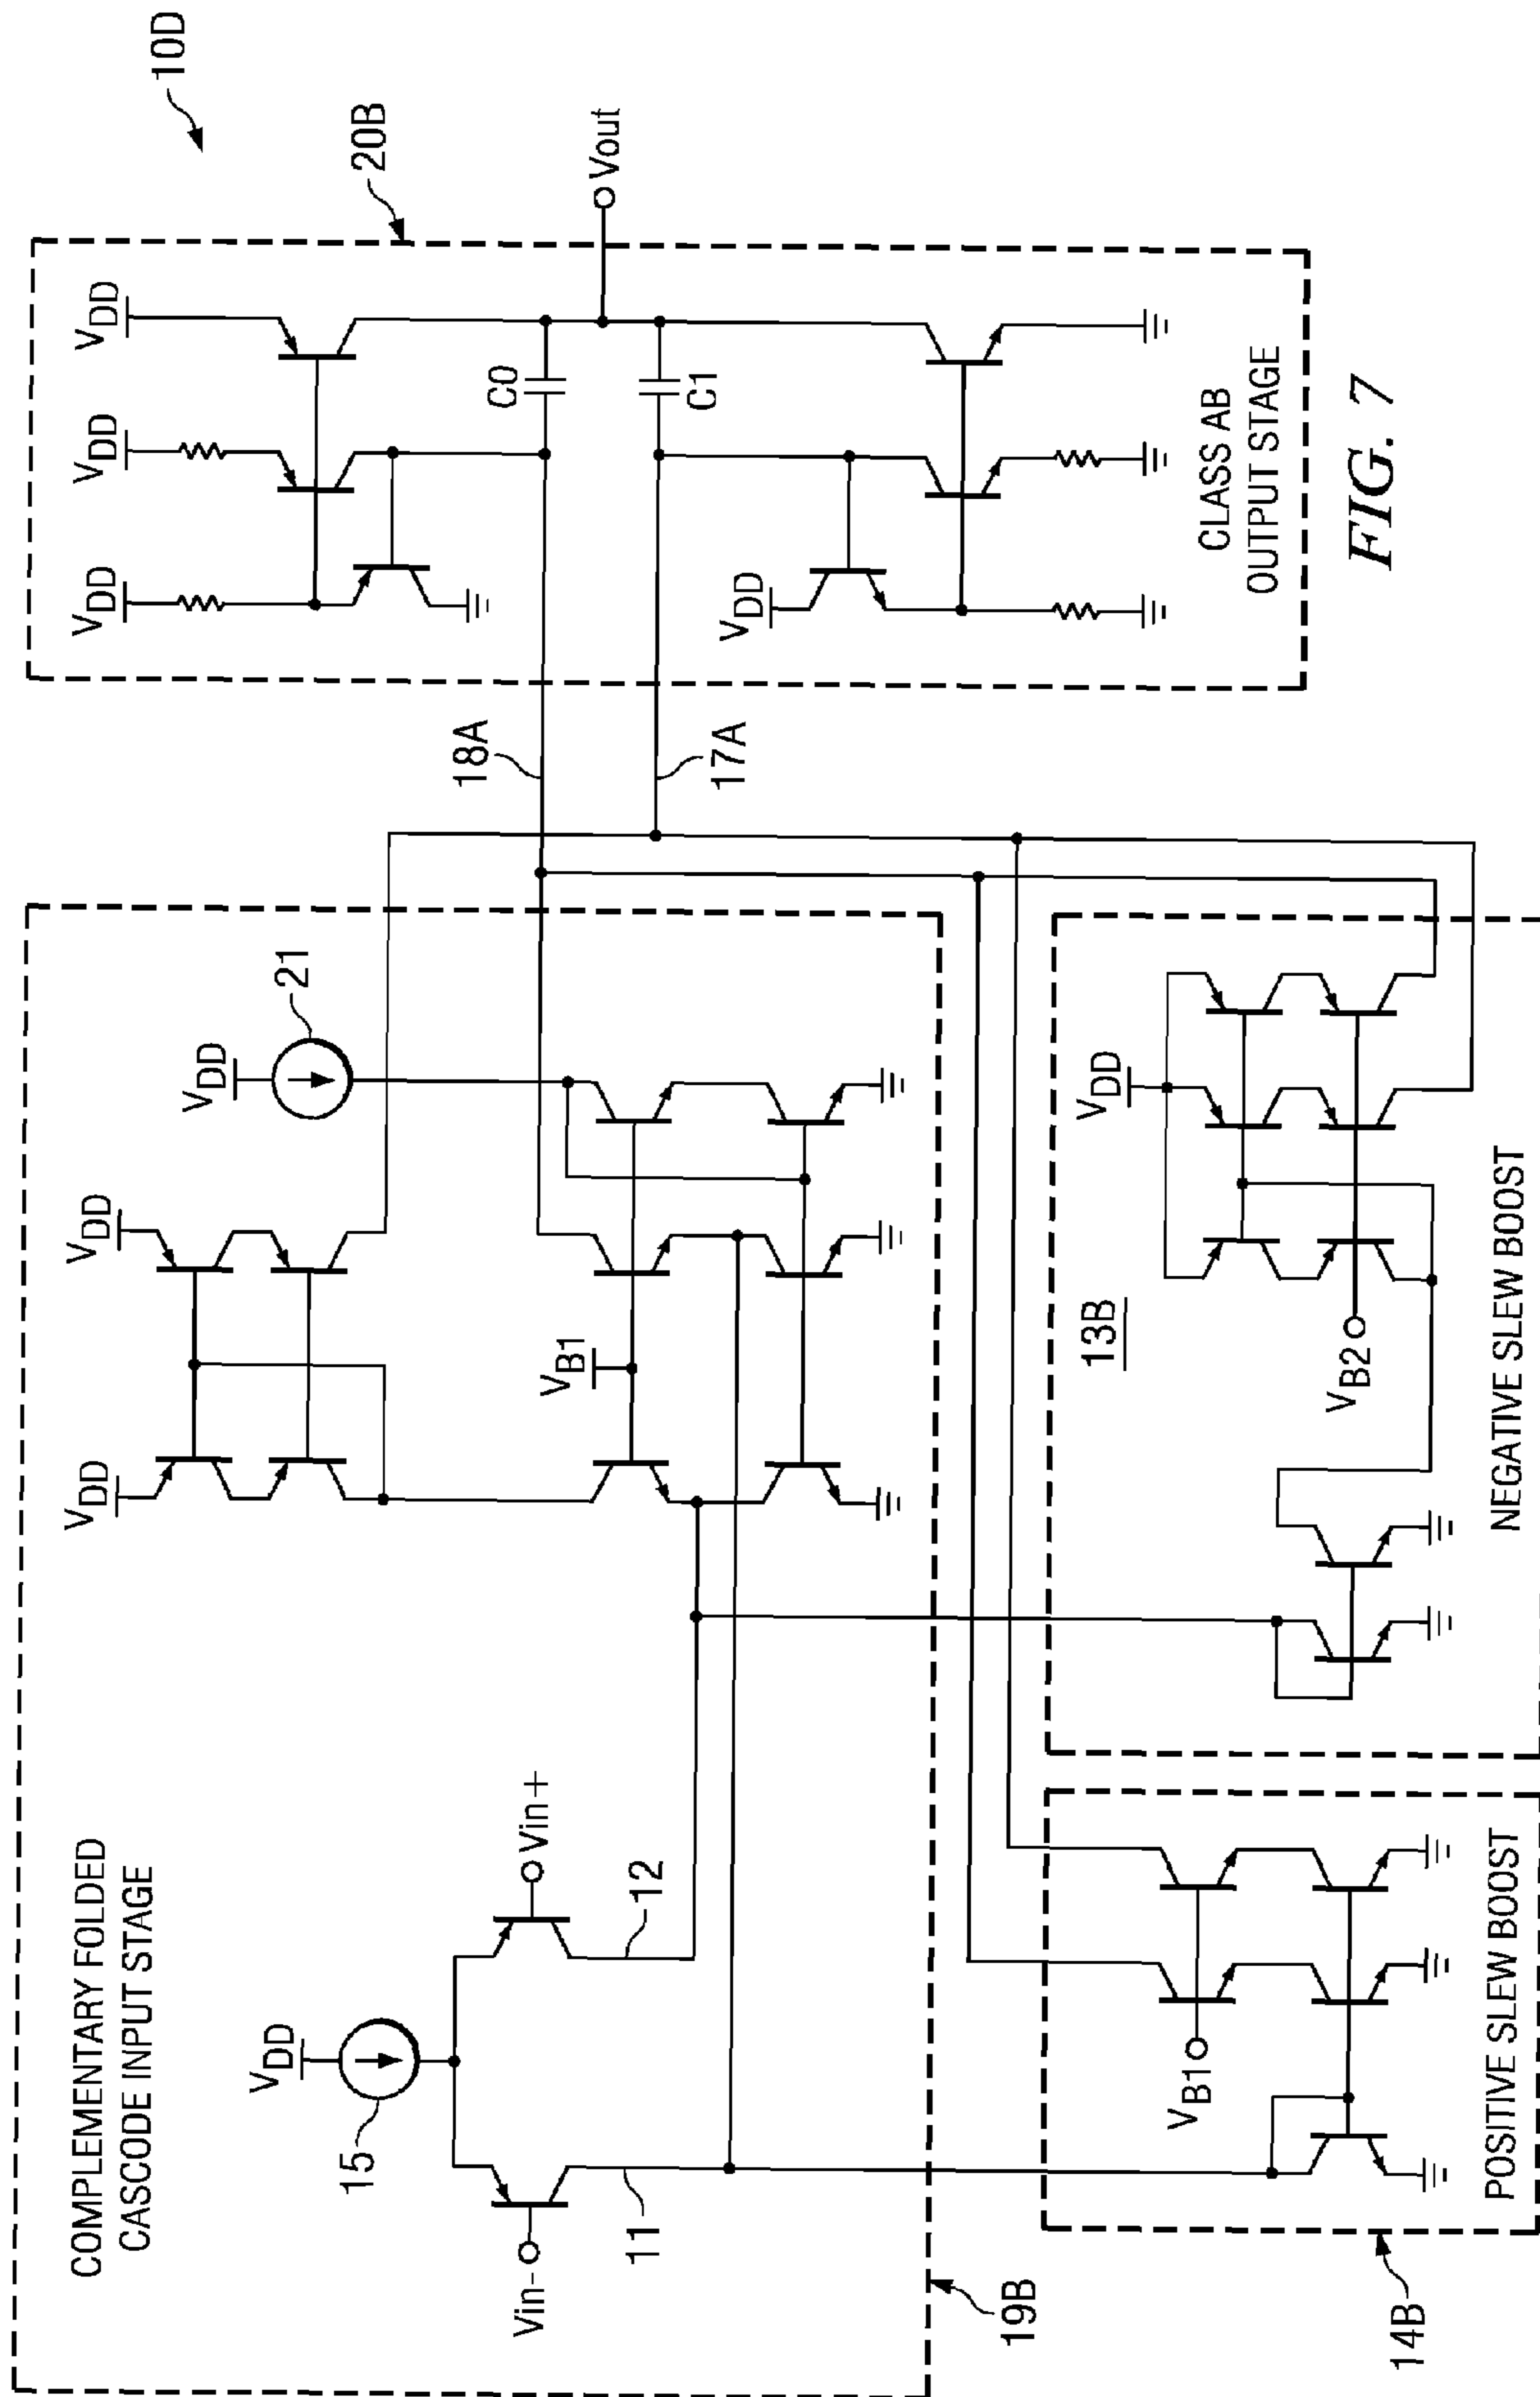 COMPLEMENTARY FOLDED
CASCODE INPUT STAGE
VDD
15
Vin-
Vin+
11
12
VDD
VDD
VDD
21
VB1
19B
18A
17A
10D
20B
VDD
VDD
VDD
C0
C1
Vout
VDD
CLASS AB
OUTPUT STAGE
VB1
POSITIVE SLEW BOOST
14B
13B
VDD
VB2
NEGATIVE SLEW BOOST
FIG. 7